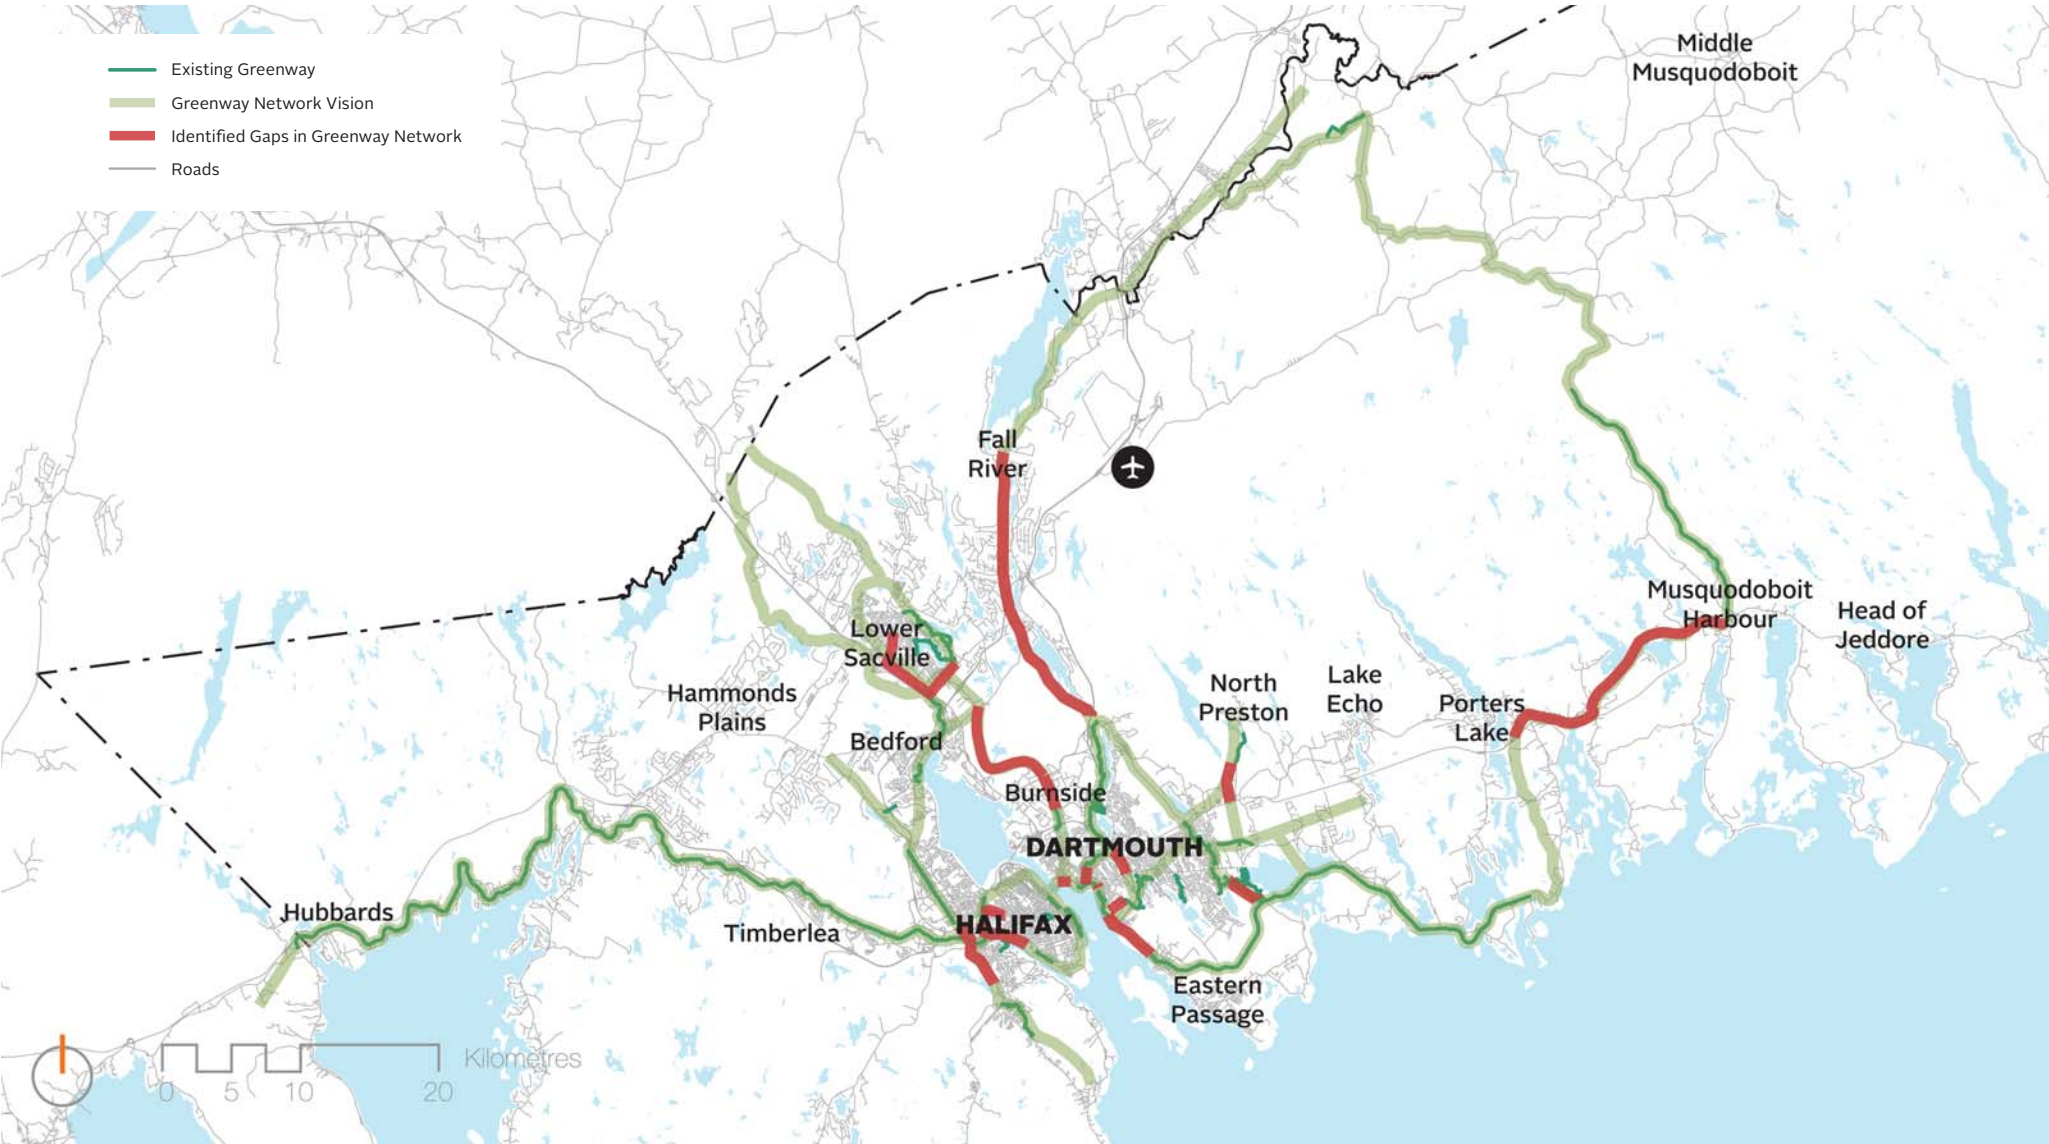 Existing Greenway
Greenway Network Vision
Identified Gaps in Greenway Network
Roads
Middle
Musquodoboit
Fall
River
Musquodoboit
Harbour
Head of
Jeddore
Lower
Sacville
Hammonds
Plains
North
Preston
Lake
Echo
Porters
Lake
Bedford
Burnside
DARTMOUTH
Hubbards
Timberlea
HALIFAX
Eastern
Passage
Kilometres
0 5 10 20